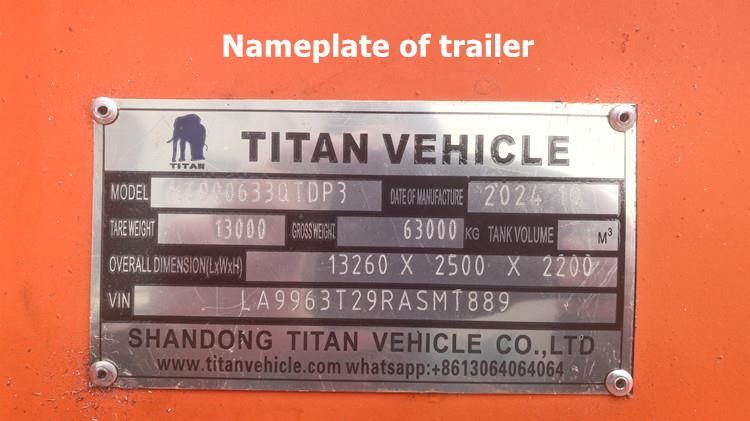 Nameplate of trailer
TITAN
TITAN VEHICLE
MODEL
DATE OF MANUFACTURE 2024 10
TARE WEIGHT 13000 GROSS WEIGHT 63000 KG TANK VOLUME M³
OVERALL DIMENSION(LxWxH) 13260 X 2500 X 2200
VIN LA9963T29RASMT889
SHANDONG TITAN VEHICLE CO.,LTD
www.titanvehicle.com whatsapp:+8613064064064